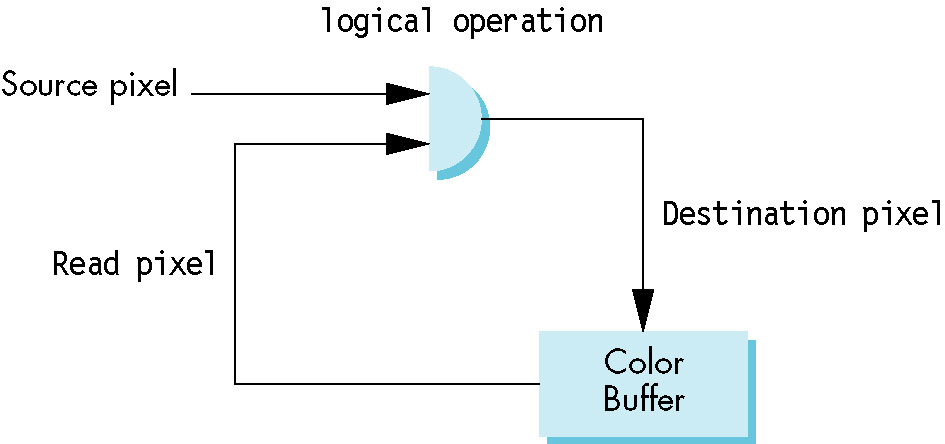 logical operation
Source pixel
Destination pixel
Read pixel
Color
Buffer